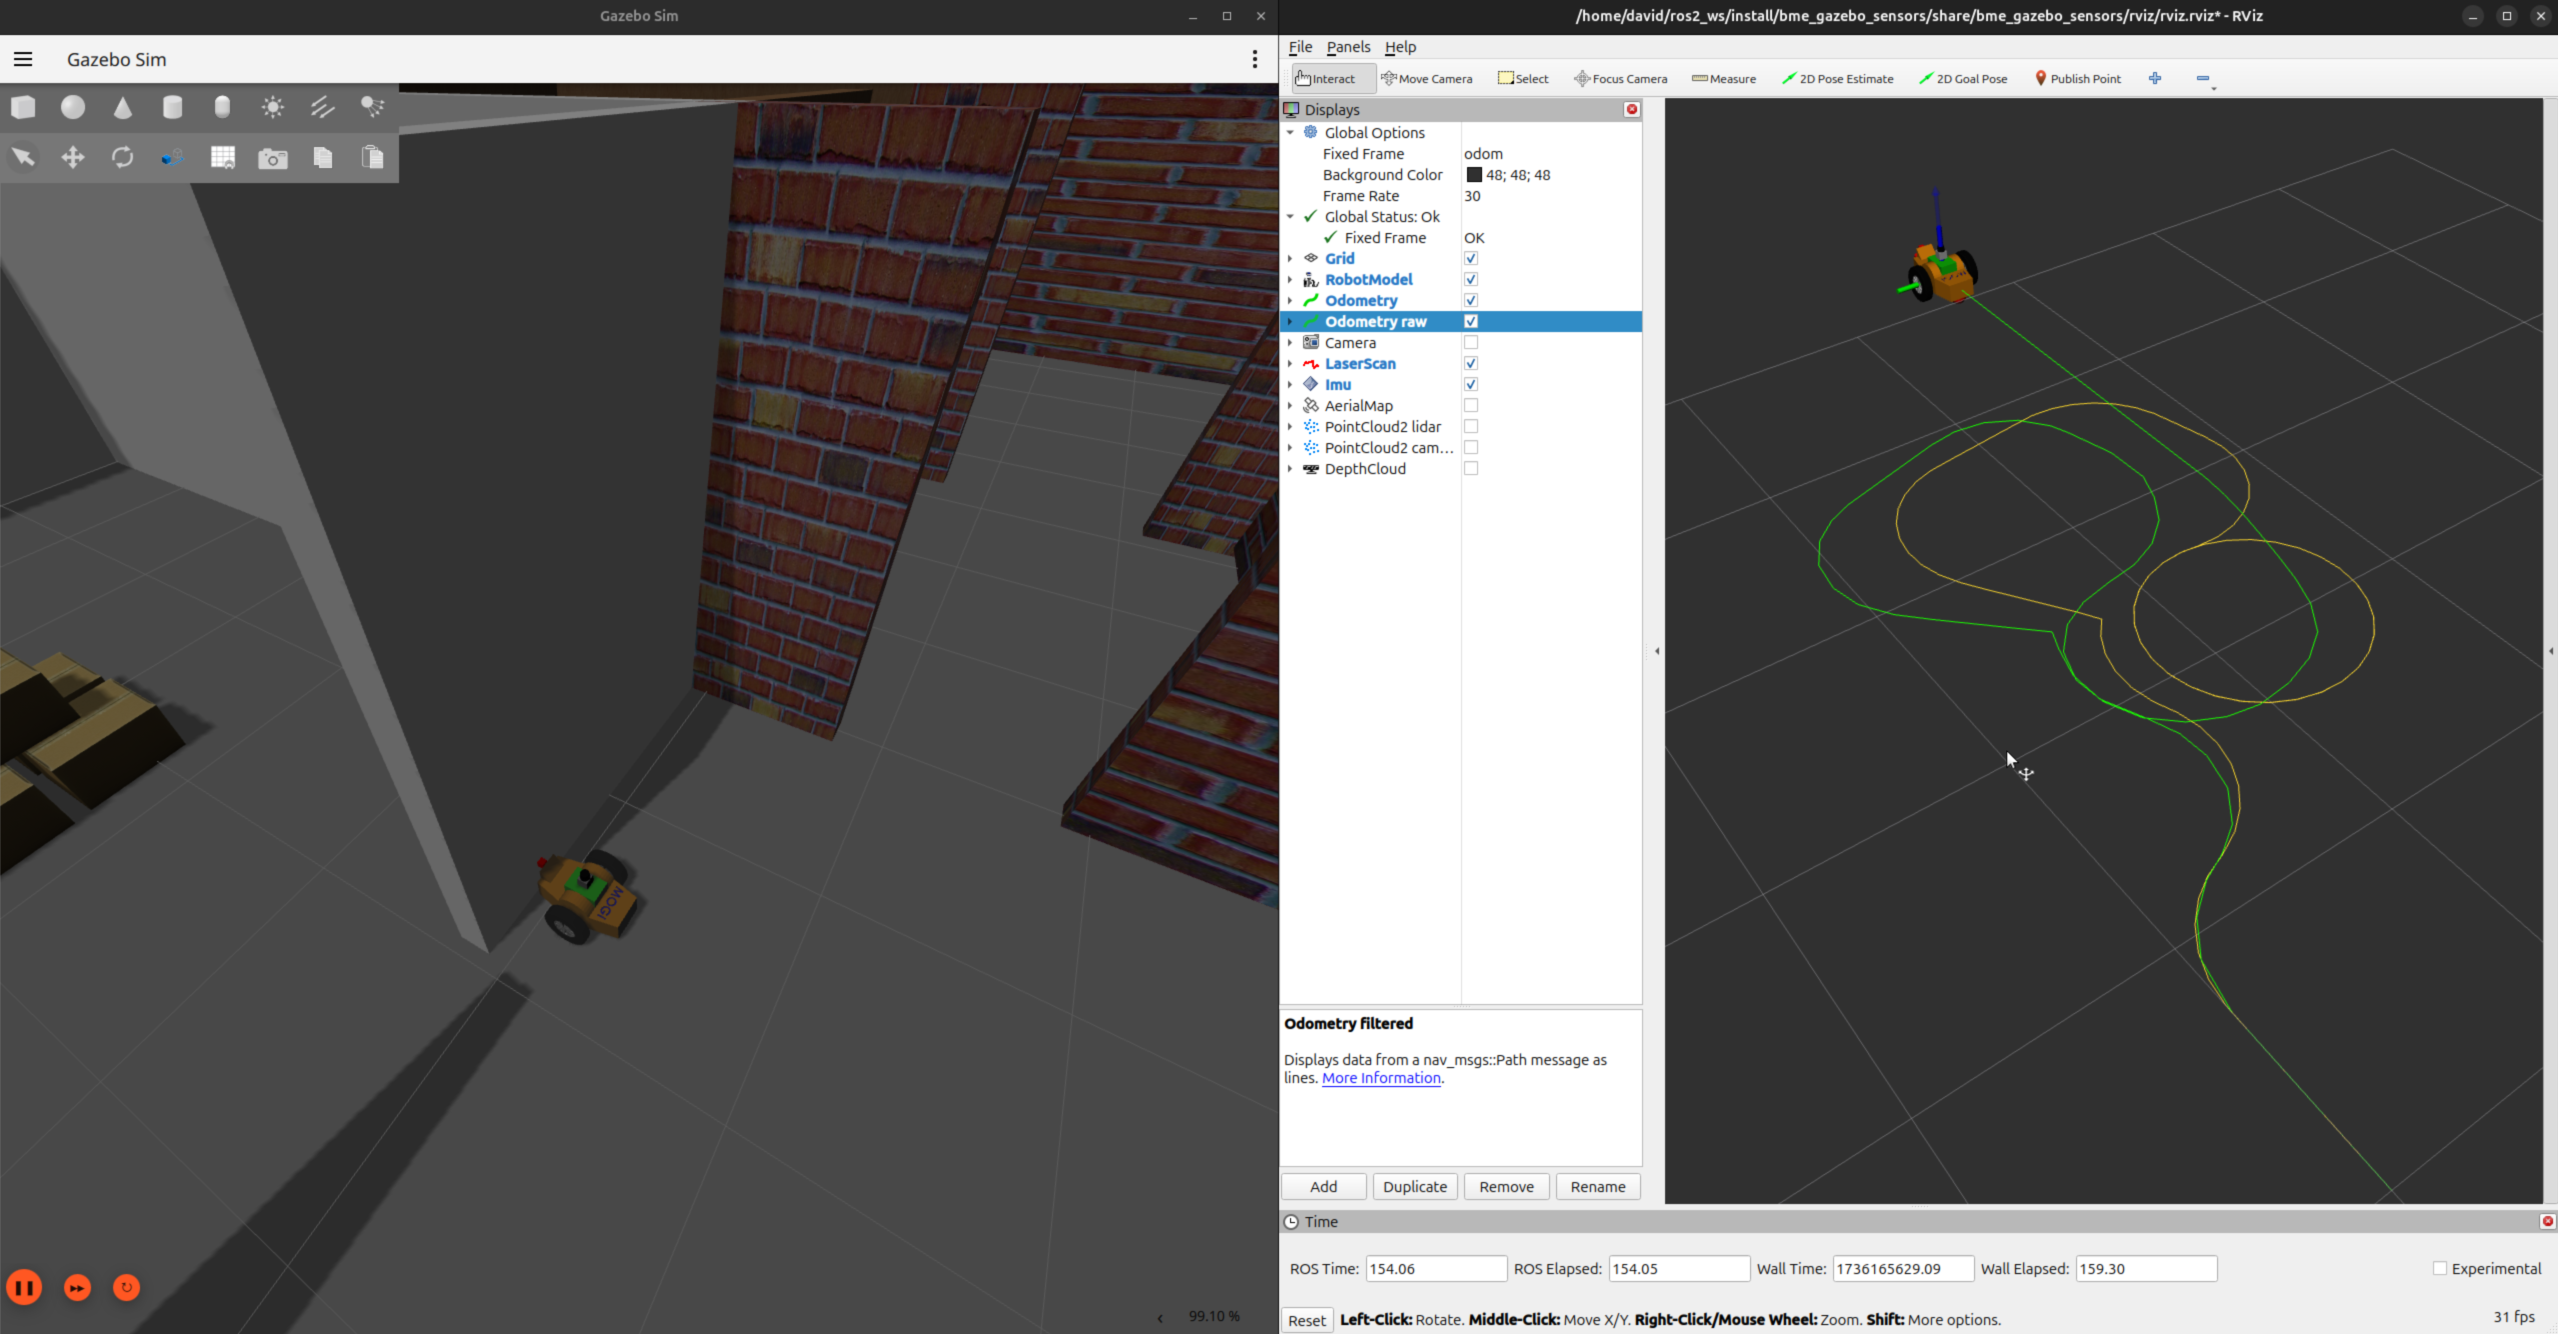 Gazebo Sim
Gazebo Sim
MOGI
99.10 %
/home/david/ros2_ws/install/bme_gazebo_sensors/share/bme_gazebo_sensors/rviz/rviz.rviz* - RViz
File Panels Help
Interact Move Camera Select Focus Camera Measure 2D Pose Estimate 2D Goal Pose Publish Point
Displays
Global Options
Fixed Frame odom
Background Color 48; 48; 48
Frame Rate 30
Global Status: Ok
Fixed Frame OK
Grid
RobotModel
Odometry
Odometry raw
Camera
LaserScan
Imu
AerialMap
PointCloud2 lidar
PointCloud2 cam...
DepthCloud
Odometry filtered
Displays data from a nav_msgs::Path message as
lines. More Information.
Add Duplicate Remove Rename
Time
ROS Time: 154.06 ROS Elapsed: 154.05 Wall Time: 1736165629.09 Wall Elapsed: 159.30 Experimental
Reset Left-Click: Rotate. Middle-Click: Move X/Y. Right-Click/Mouse Wheel: Zoom. Shift: More options. 31 fps